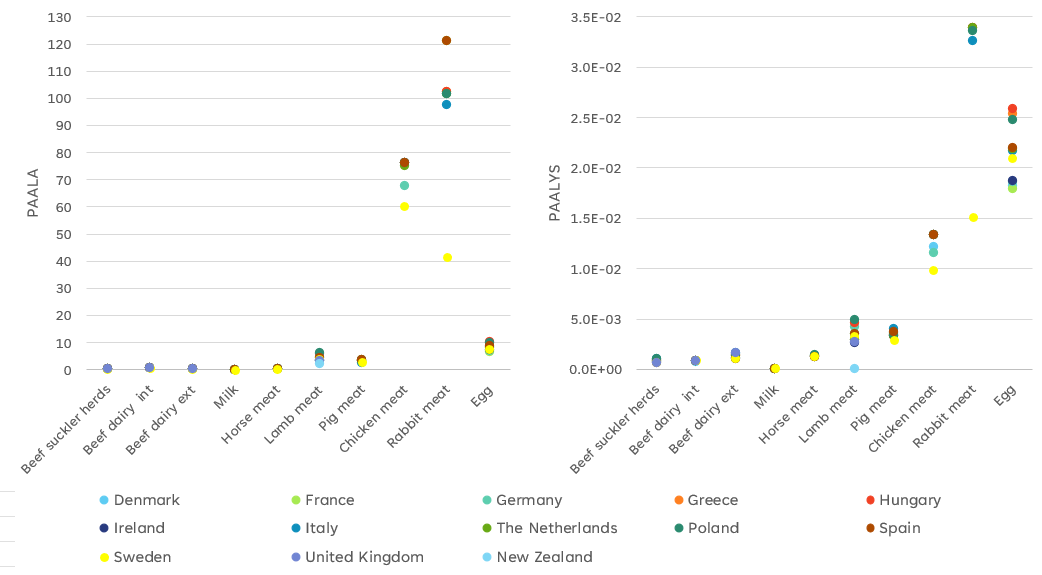 PAALA
130
120
110
100
90
80
70
60
50
40
30
20
10
0
Beef suckler herds
Beef dairy int
Beef dairy ext
Milk
Horse meat
Lamb meat
Pig meat
Chicken meat
Rabbit meat
Egg
PAALYS
3.5E-02
3.0E-02
2.5E-02
2.0E-02
1.5E-02
1.0E-02
5.0E-03
0.0E+00
Beef suckler herds
Beef dairy int
Beef dairy ext
Milk
Horse meat
Lamb meat
Pig meat
Chicken meat
Rabbit meat
Egg
Denmark France Germany Greece Hungary
Ireland Italy The Netherlands Poland Spain
Sweden United Kingdom New Zealand